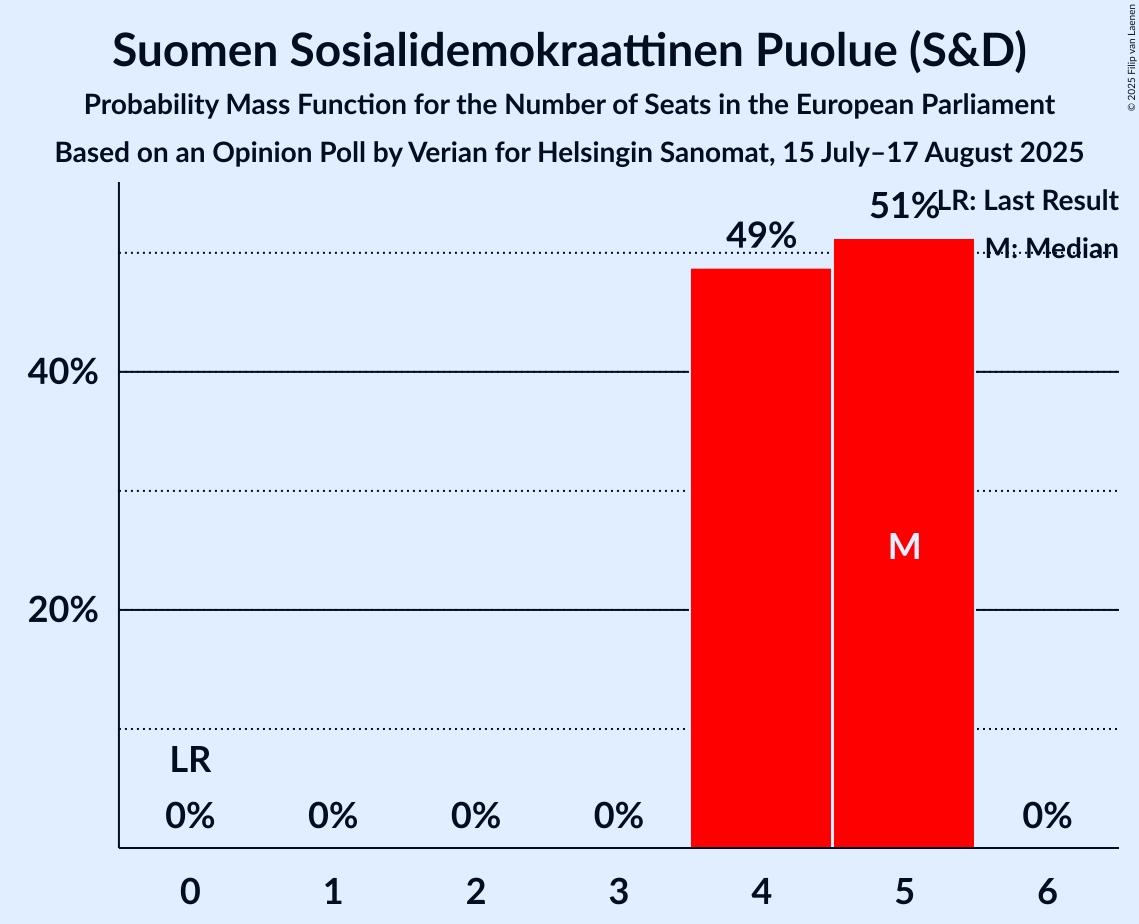 Suomen Sosialidemokraattinen Puolue (S&D)
Probability Mass Function for the Number of Seats in the European Parliament
Based on an Opinion Poll by Verian for Helsingin Sanomat, 15 July–17 August 2025
© 2025 Filip van Laenen
LR: Last Result
M: Median
51%
49%
40%
20%
M
LR
0% 0% 0% 0% 0%
0 1 2 3 4 5 6